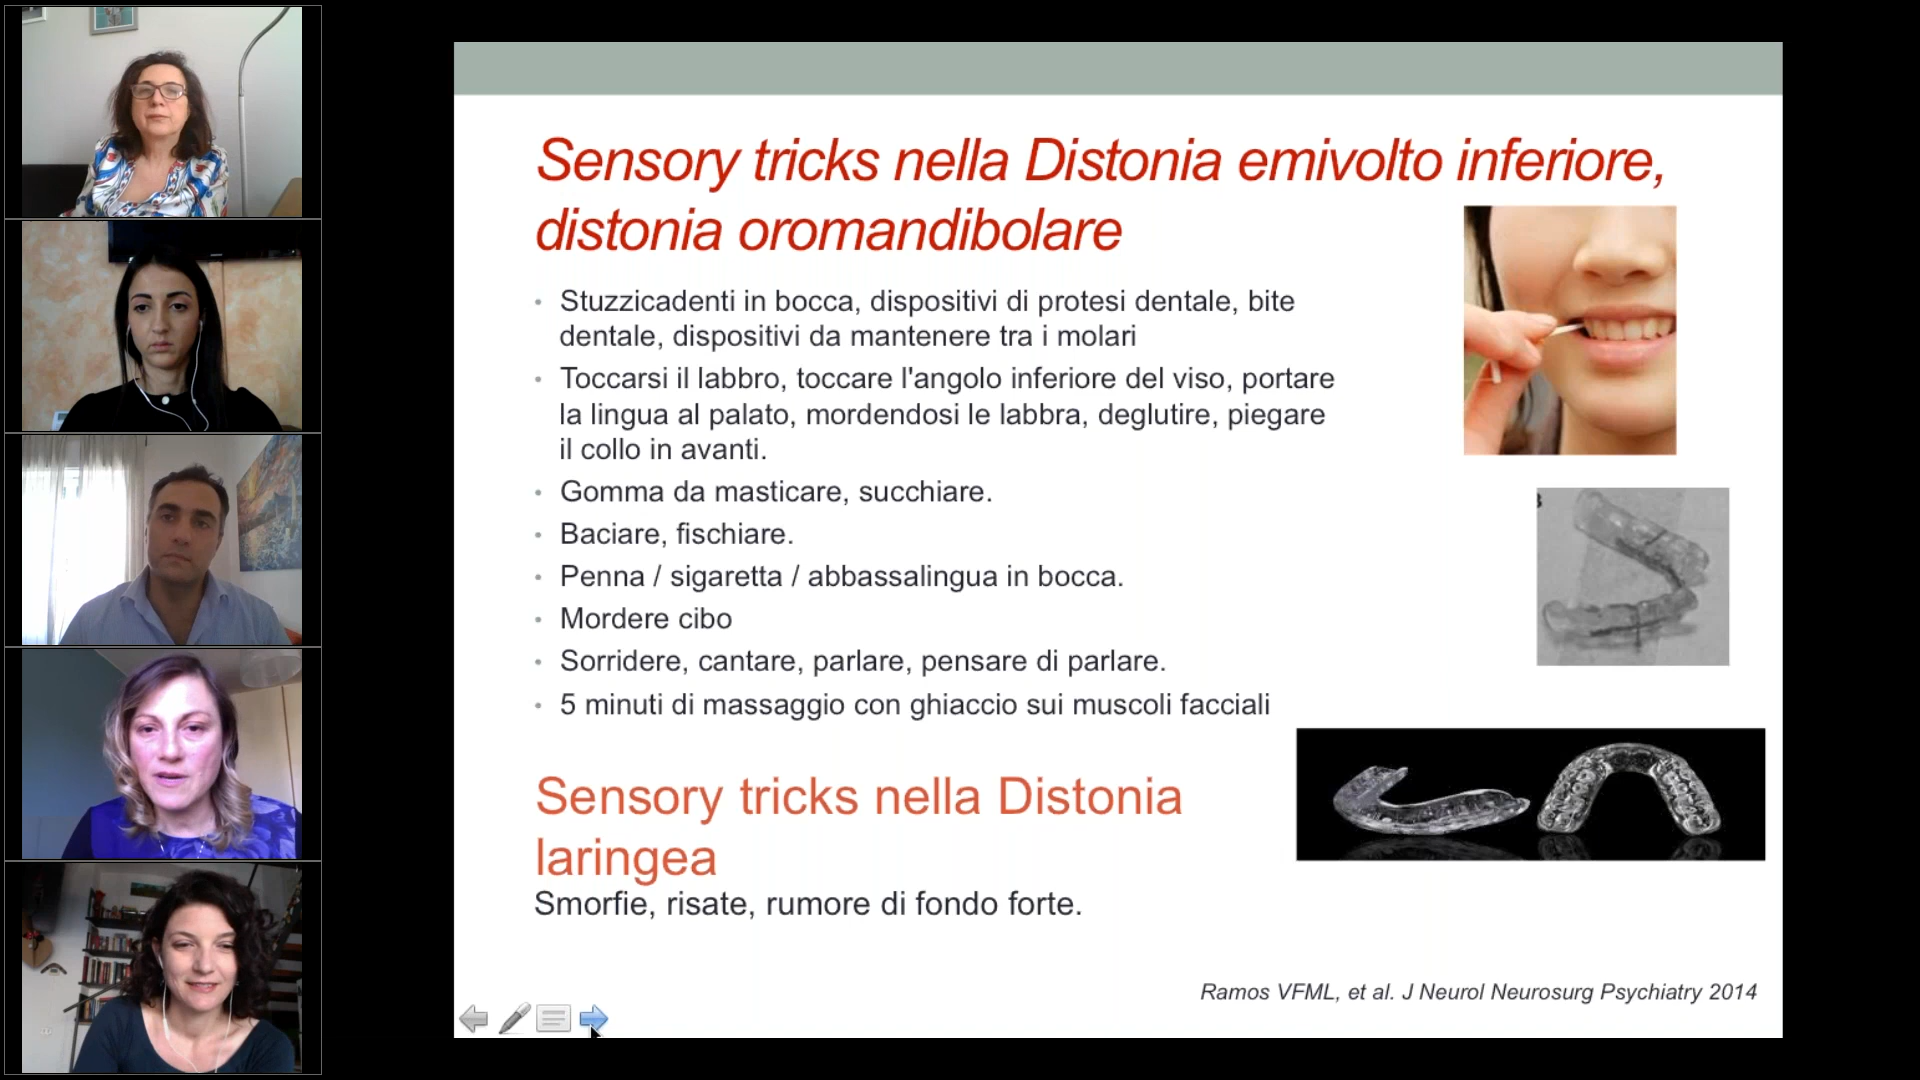 Sensory tricks nella Distonia emivolto inferiore,
distonia oromandibolare
• Stuzzicadenti in bocca, dispositivi di protesi dentale, bite
dentale, dispositivi da mantenere tra i molari
• Toccarsi il labbro, toccare l'angolo inferiore del viso, portare
la lingua al palato, mordendosi le labbra, deglutire, piegare
il collo in avanti.
• Gomma da masticare, succhiare.
• Baciare, fischiare.
• Penna / sigaretta / abbassalingua in bocca.
• Mordere cibo
• Sorridere, cantare, parlare, pensare di parlare.
• 5 minuti di massaggio con ghiaccio sui muscoli facciali
Sensory tricks nella Distonia
laringea
Smorfie, risate, rumore di fondo forte.
Ramos VFML, et al. J Neurol Neurosurg Psychiatry 2014